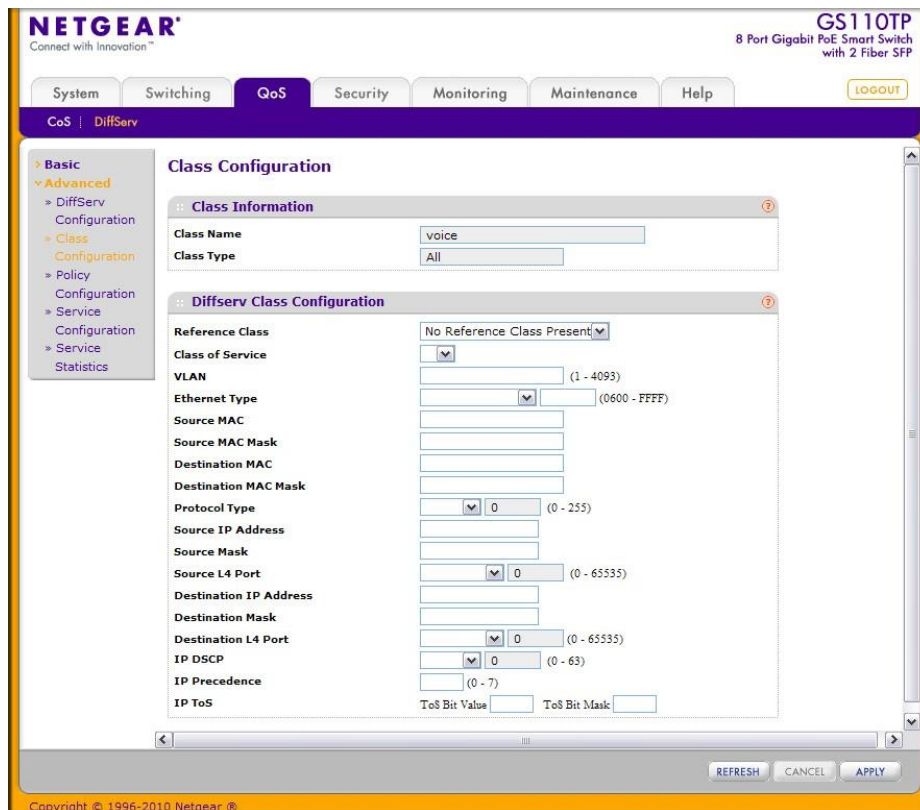 NETGEAR®
Connect with Innovation™
GS110TP
8 Port Gigabit PoE Smart Switch
with 2 Fiber SFP
System Switching QoS Security Monitoring Maintenance Help LOGOUT
CoS | DiffServ
Basic
Advanced
» DiffServ
Configuration
» Class
Configuration
» Policy
Configuration
» Service
Configuration
» Service
Statistics
Class Configuration
Class Information ?
Class Name voice
Class Type All
Diffserv Class Configuration ?
Reference Class No Reference Class Present
Class of Service
VLAN (1 - 4093)
Ethernet Type (0600 - FFFF)
Source MAC
Source MAC Mask
Destination MAC
Destination MAC Mask
Protocol Type 0 (0 - 255)
Source IP Address
Source Mask
Source L4 Port 0 (0 - 65535)
Destination IP Address
Destination Mask
Destination L4 Port 0 (0 - 65535)
IP DSCP 0 (0 - 63)
IP Precedence (0 - 7)
IP ToS ToS Bit Value ToS Bit Mask
REFRESH CANCEL APPLY
Copyright © 1996-2010 Netgear ®